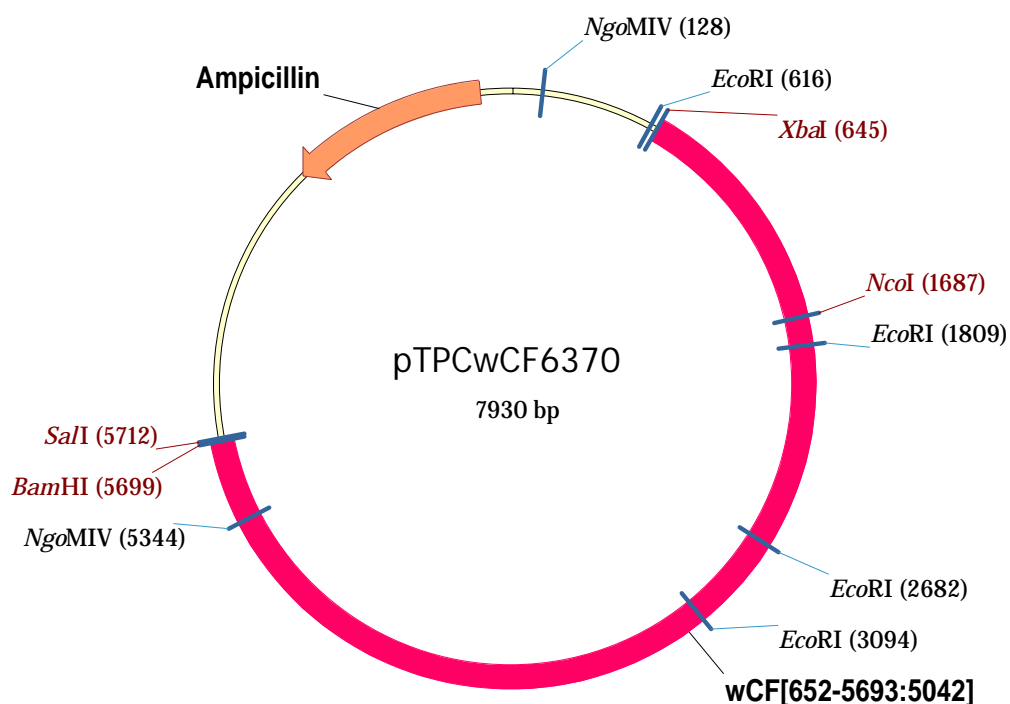 NgoMIV (128)
Ampicillin
EcoRI (616)
XbaI (645)
NcoI (1687)
EcoRI (1809)
pTPCwCF6370
7930 bp
SalI (5712)
BamHI (5699)
NgoMIV (5344)
EcoRI (2682)
EcoRI (3094)
wCF[652-5693:5042]